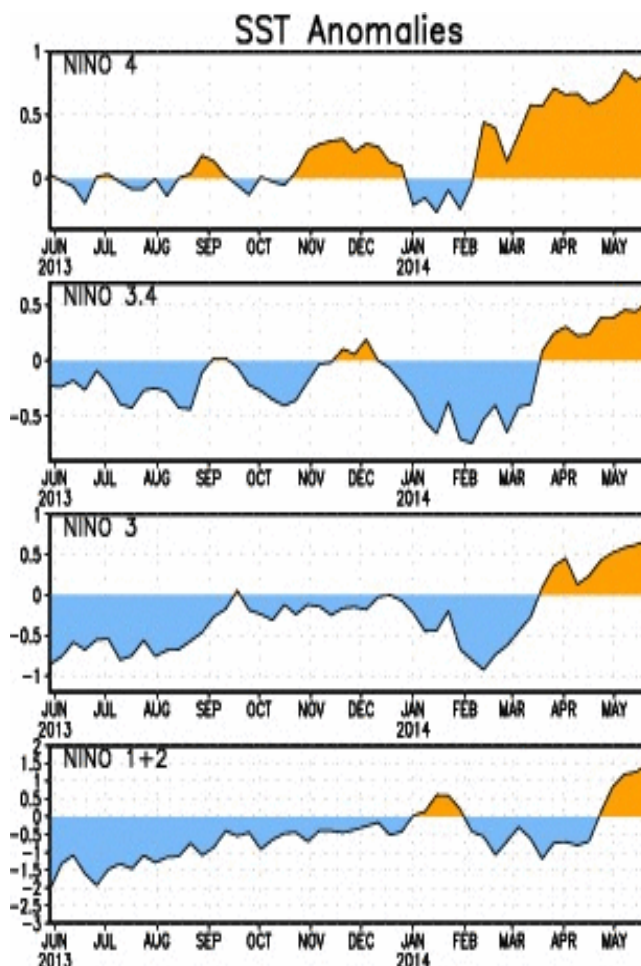 SST Anomalies
NINO 4
1
0.5
0
JUN JUL AUG SEP OCT NOV DEC JAN FEB MAR APR MAY
2013 2014
NINO 3.4
0.5
0
-0.5
JUN JUL AUG SEP OCT NOV DEC JAN FEB MAR APR MAY
2013 2014
NINO 3
1
0.5
0
-0.5
-1
JUN JUL AUG SEP OCT NOV DEC JAN FEB MAR APR MAY
2013 2014
NINO 1+2
2
1.5
1
0.5
0
-0.5
-1
-1.5
-2
-2.5
-3
JUN JUL AUG SEP OCT NOV DEC JAN FEB MAR APR MAY
2013 2014